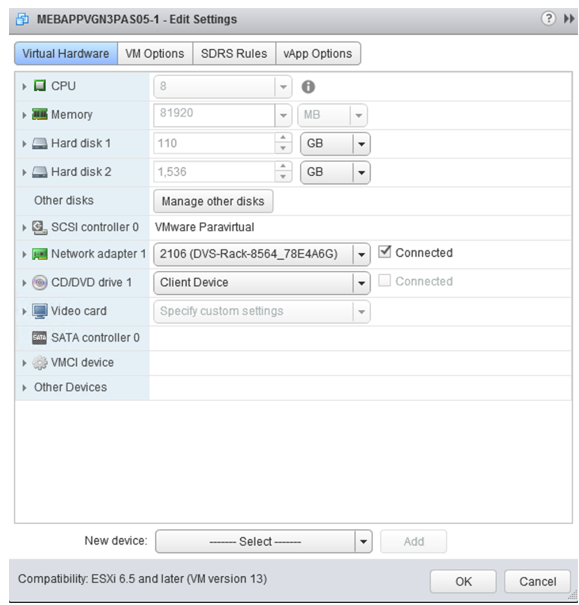 MEBAPPVGN3PAS05-1 - Edit Settings
Virtual Hardware VM Options SDRS Rules vApp Options
CPU 8
Memory 81920 MB
Hard disk 1 110 GB
Hard disk 2 1,536 GB
Other disks Manage other disks
SCSI controller 0 VMware Paravirtual
Network adapter 1 2106 (DVS-Rack-8564_78E4A6G) Connected
CD/DVD drive 1 Client Device Connected
Video card Specify custom settings
SATA controller 0
VMCI device
Other Devices
New device: ------- Select ------- Add
Compatibility: ESXi 6.5 and later (VM version 13) OK Cancel